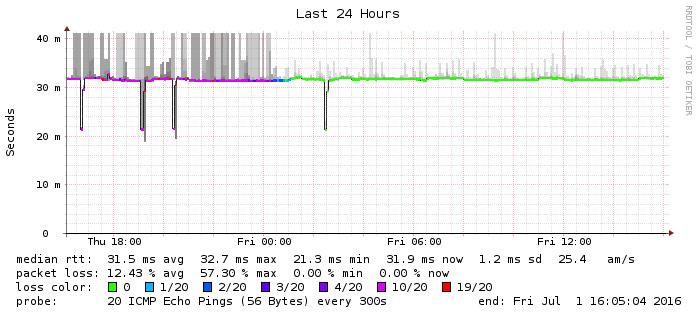 Last 24 Hours
RRDTOOL / TOBI OETIKER
Seconds
40 m
30 m
20 m
10 m
0
Thu 18:00 Fri 00:00 Fri 06:00 Fri 12:00
median rtt: 31.5 ms avg 32.7 ms max 21.3 ms min 31.9 ms now 1.2 ms sd 25.4 am/s
packet loss: 12.43 % avg 57.30 % max 0.00 % min 0.00 % now
loss color: 0 1/20 2/20 3/20 4/20 10/20 19/20
probe: 20 ICMP Echo Pings (56 Bytes) every 300s end: Fri Jul 1 16:05:04 2016